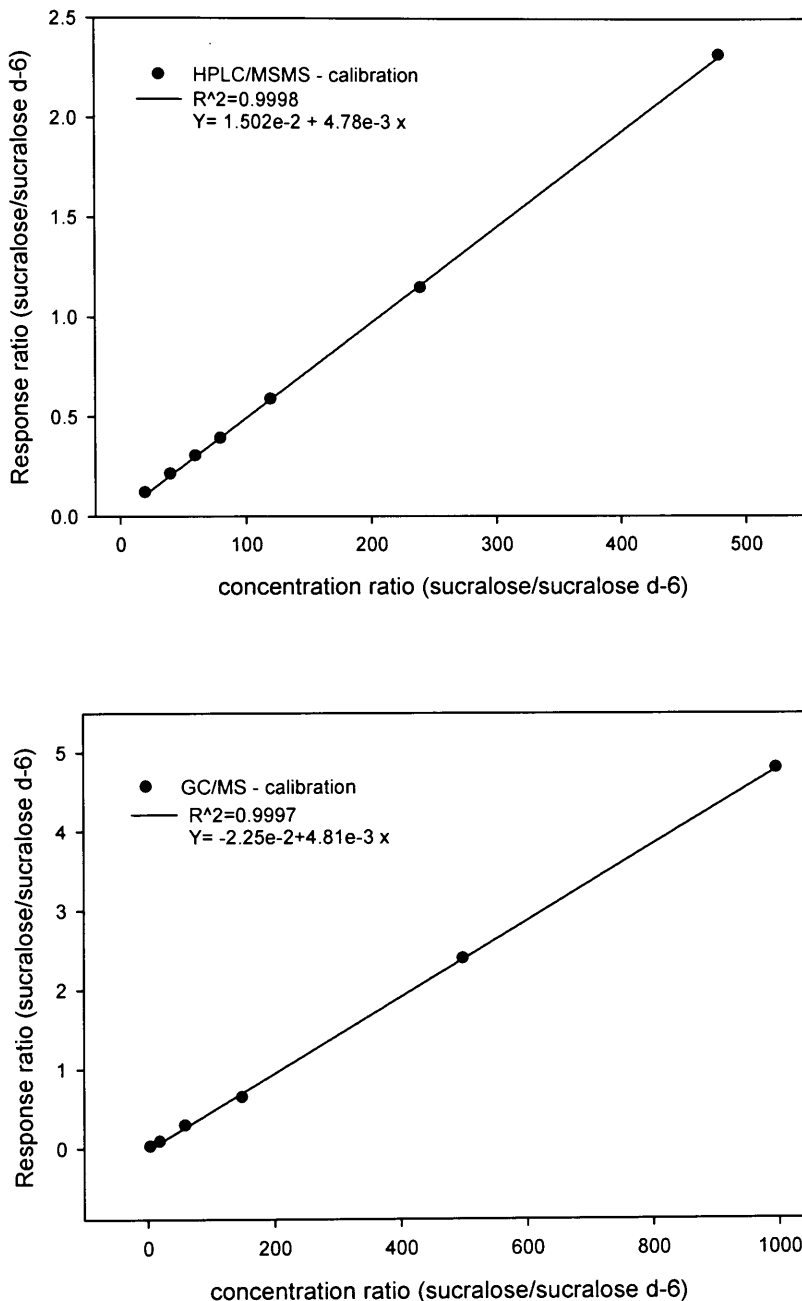 2.5
HPLC/MSMS - calibration
R^2=0.9998
Y= 1.502e-2 + 4.78e-3 x
2.0
1.5
1.0
0.5
0.0
Response ratio (sucralose/sucralose d-6)
0 100 200 300 400 500
concentration ratio (sucralose/sucralose d-6)
5
GC/MS - calibration
R^2=0.9997
Y= -2.25e-2+4.81e-3 x
4
3
2
1
0
Response ratio (sucralose/sucralose d-6)
0 200 400 600 800 1000
concentration ratio (sucralose/sucralose d-6)